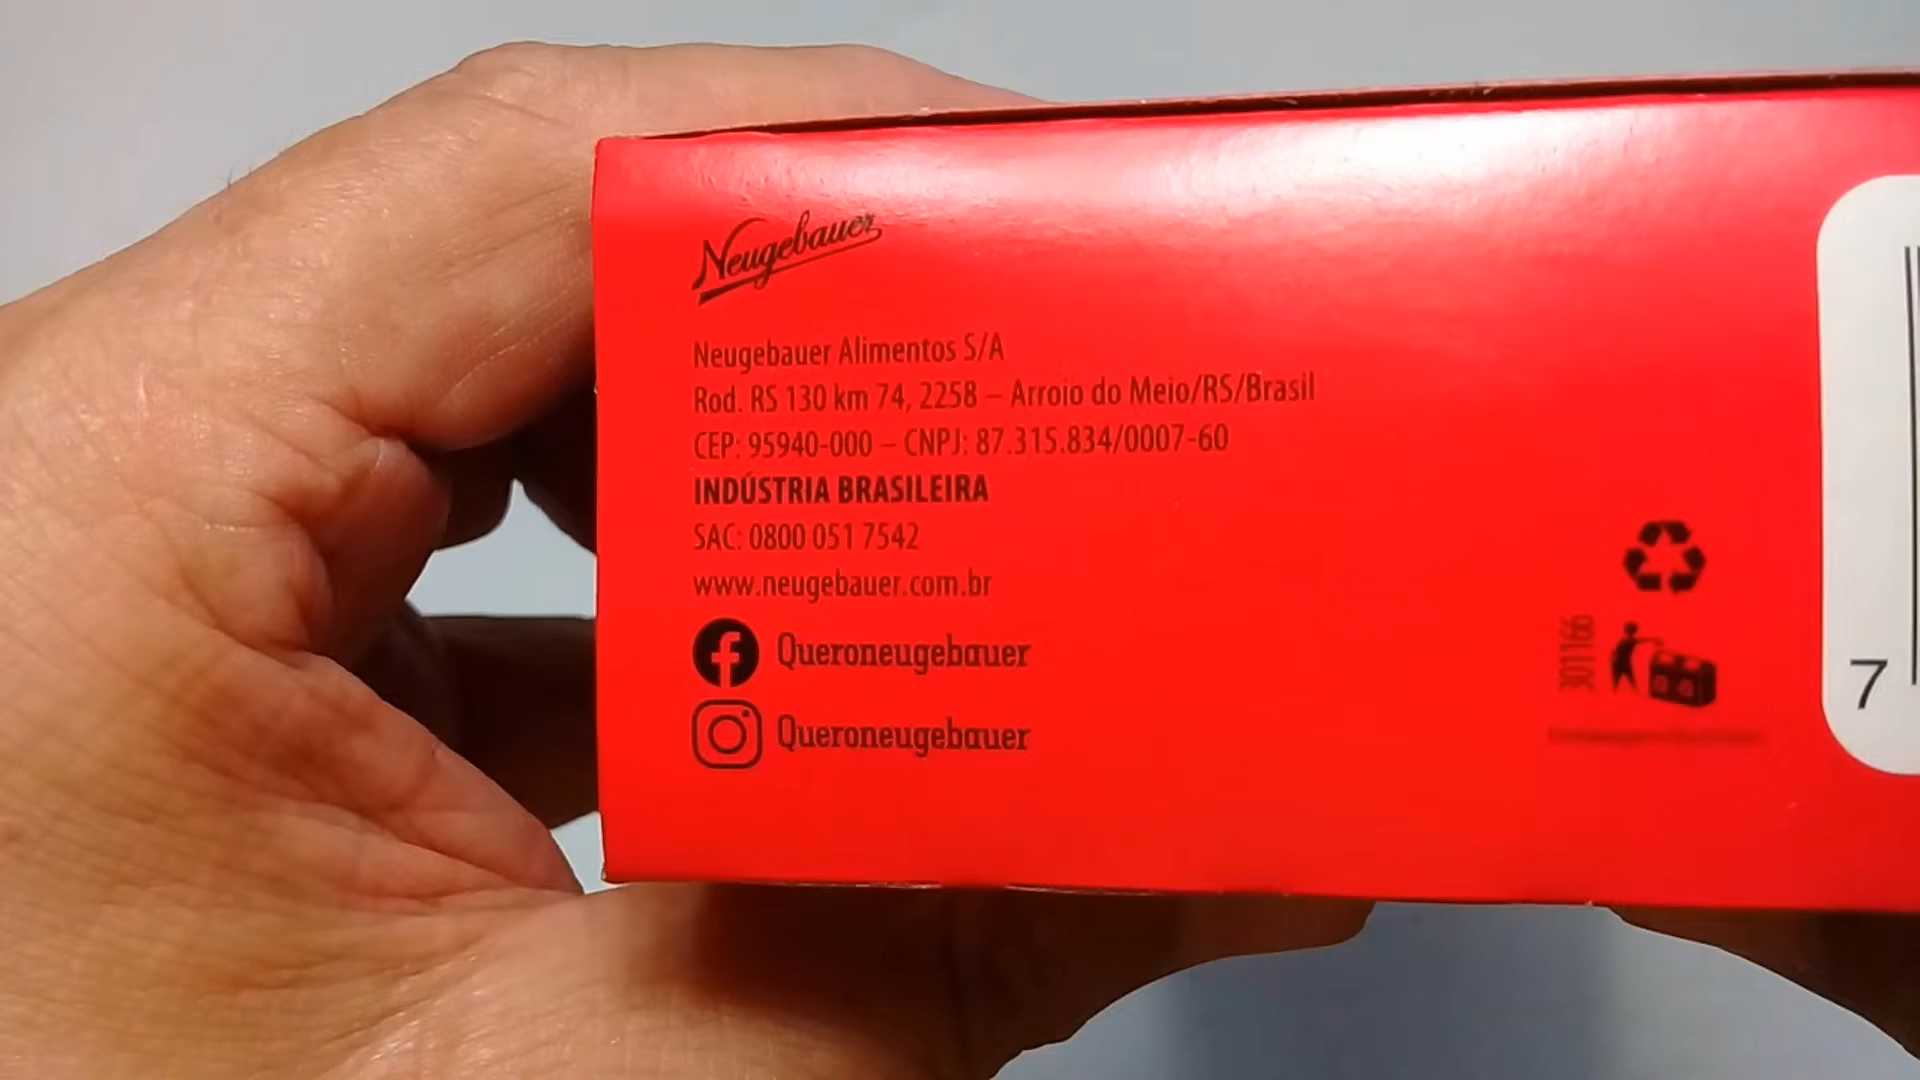 Neugebauer
Neugebauer Alimentos S/A
Rod. RS 130 km 74, 2258 – Arroio do Meio/RS/Brasil
CEP: 95940-000 – CNPJ: 87.315.834/0007-60
INDÚSTRIA BRASILEIRA
SAC: 0800 051 7542
www.neugebauer.com.br
Queroneugebauer
Queroneugebauer
301166
7